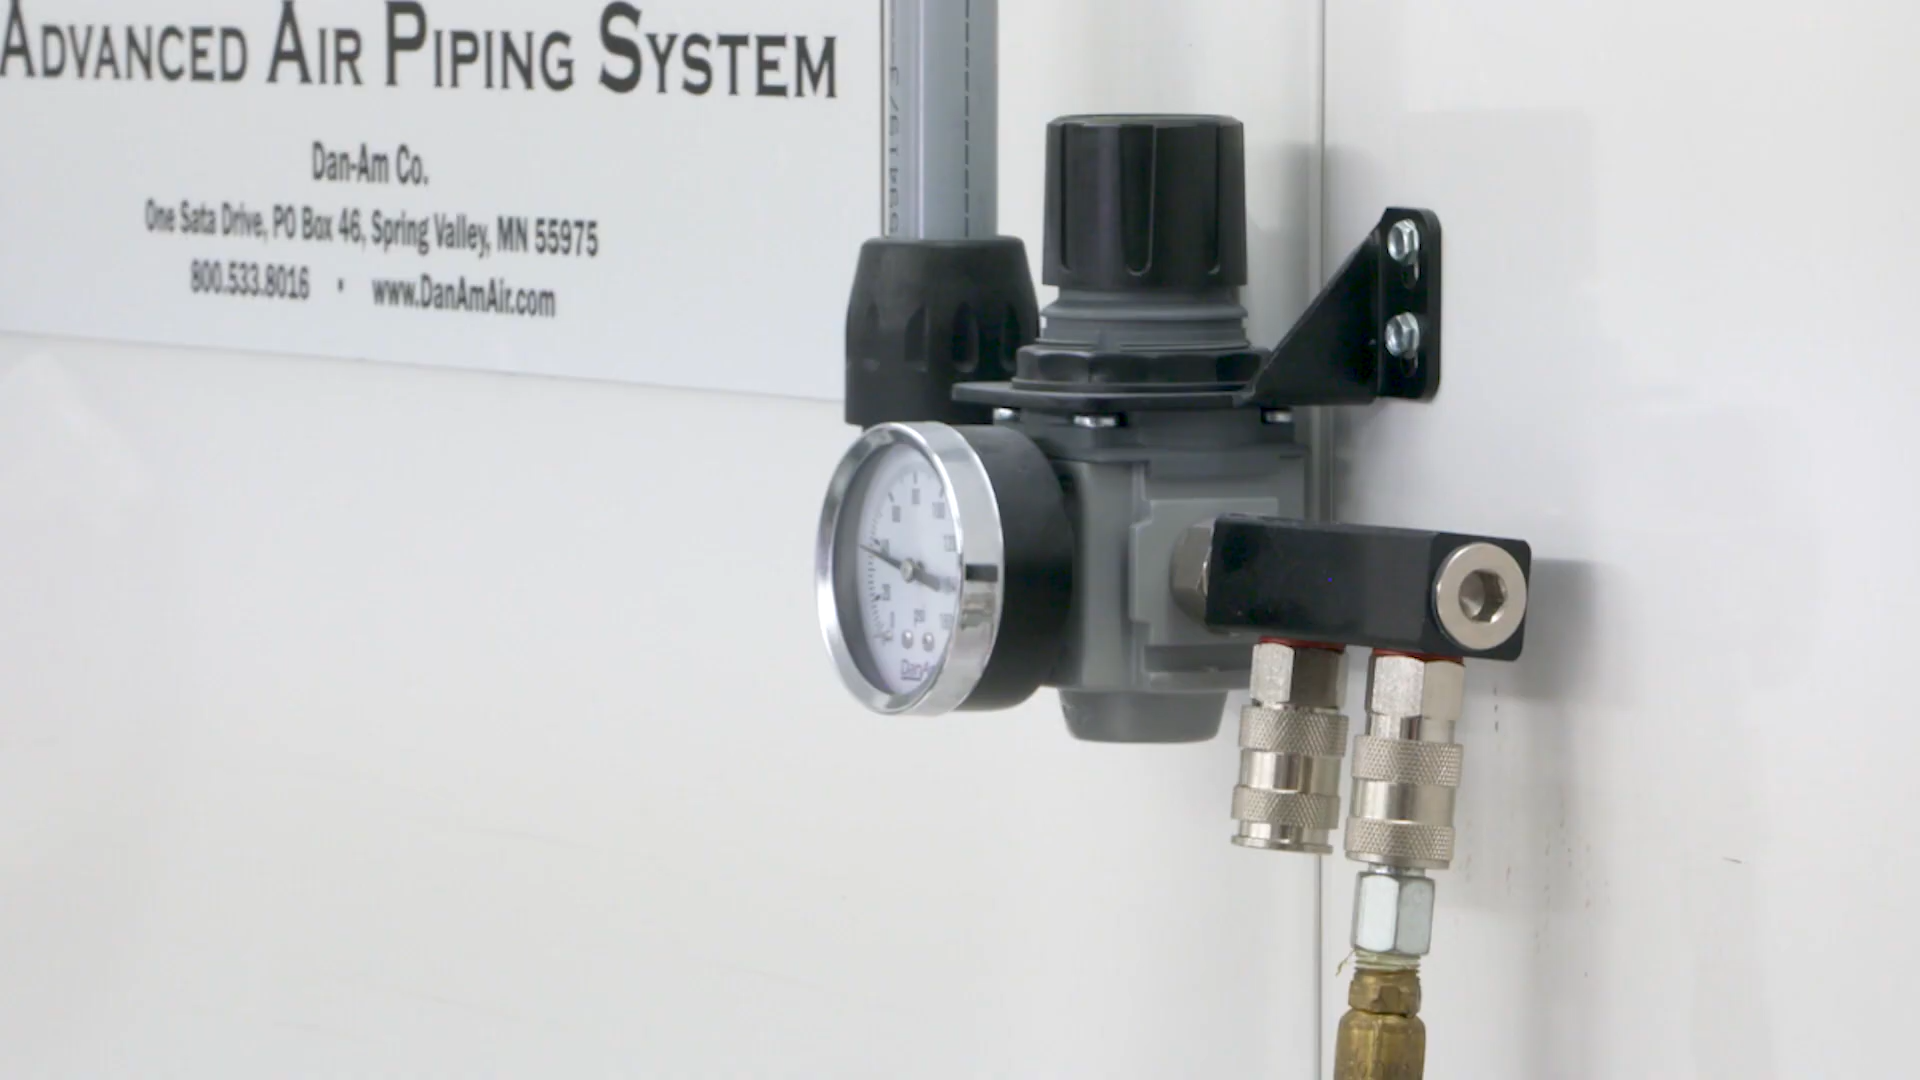 ADVANCED AIR PIPING SYSTEM
Dan-Am Co.
One Sata Drive, PO Box 46, Spring Valley, MN 55975
800.533.8016 • www.DanAmAir.com